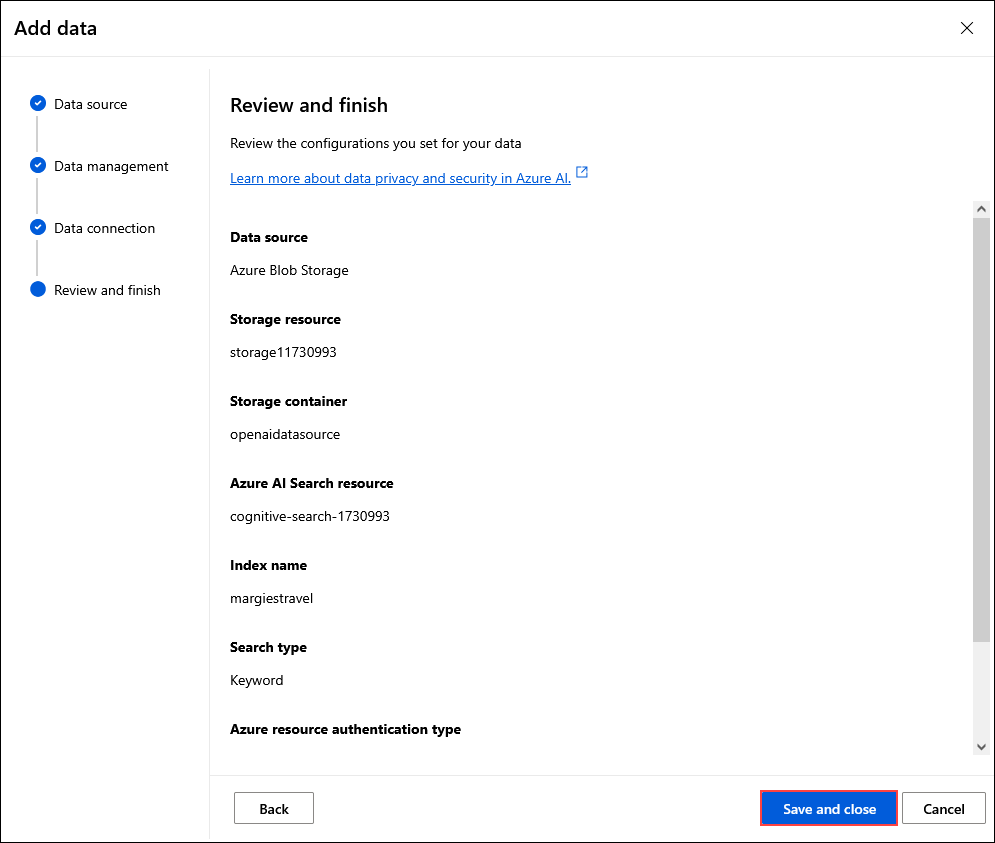 Add data
Data source
Data management
Data connection
Review and finish
Review and finish
Review the configurations you set for your data
Learn more about data privacy and security in Azure AI.
Data source
Azure Blob Storage
Storage resource
storage11730993
Storage container
openaidatasource
Azure AI Search resource
cognitive-search-1730993
Index name
margiestravel
Search type
Keyword
Azure resource authentication type
Back
Save and close
Cancel